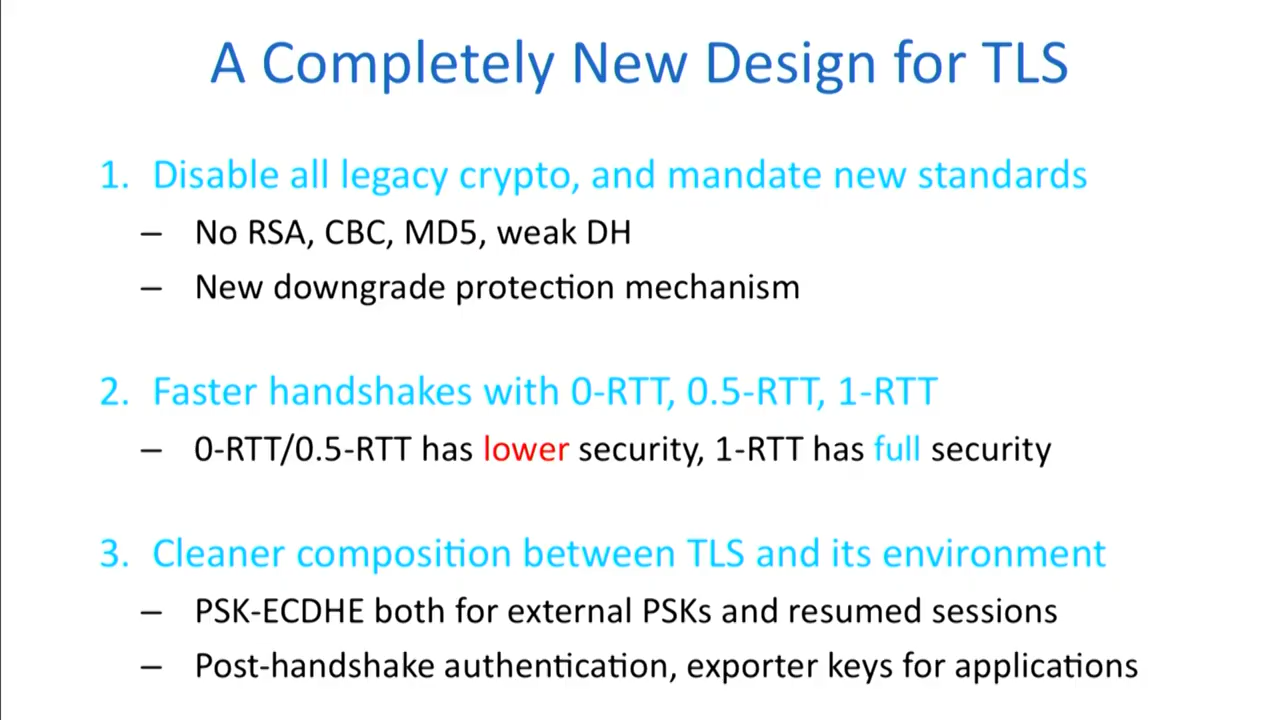 A Completely New Design for TLS
1. Disable all legacy crypto, and mandate new standards
– No RSA, CBC, MD5, weak DH
– New downgrade protection mechanism
2. Faster handshakes with 0-RTT, 0.5-RTT, 1-RTT
– 0-RTT/0.5-RTT has lower security, 1-RTT has full security
3. Cleaner composition between TLS and its environment
– PSK-ECDHE both for external PSKs and resumed sessions
– Post-handshake authentication, exporter keys for applications